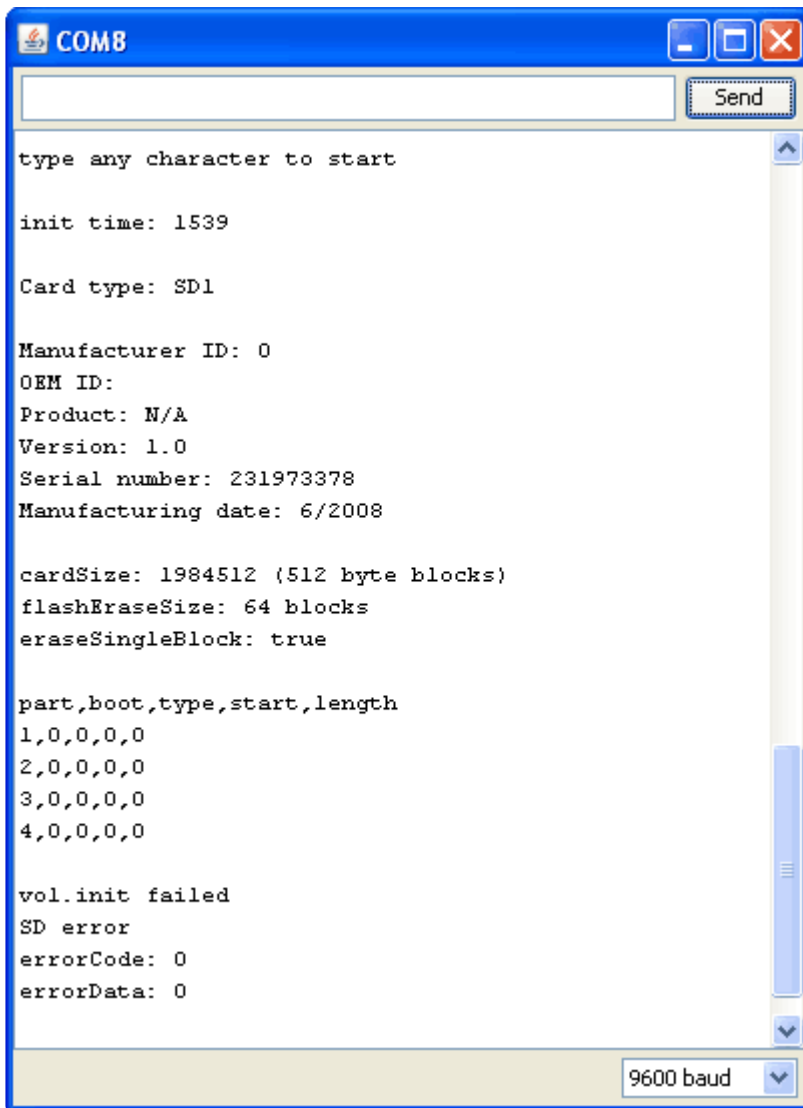 COM8
Send
type any character to start
init time: 1539
Card type: SD1
Manufacturer ID: 0
OEM ID:
Product: N/A
Version: 1.0
Serial number: 231973378
Manufacturing date: 6/2008
cardSize: 1984512 (512 byte blocks)
flashEraseSize: 64 blocks
eraseSingleBlock: true
part,boot,type,start,length
1,0,0,0,0
2,0,0,0,0
3,0,0,0,0
4,0,0,0,0
vol.init failed
SD error
errorCode: 0
errorData: 0
9600 baud